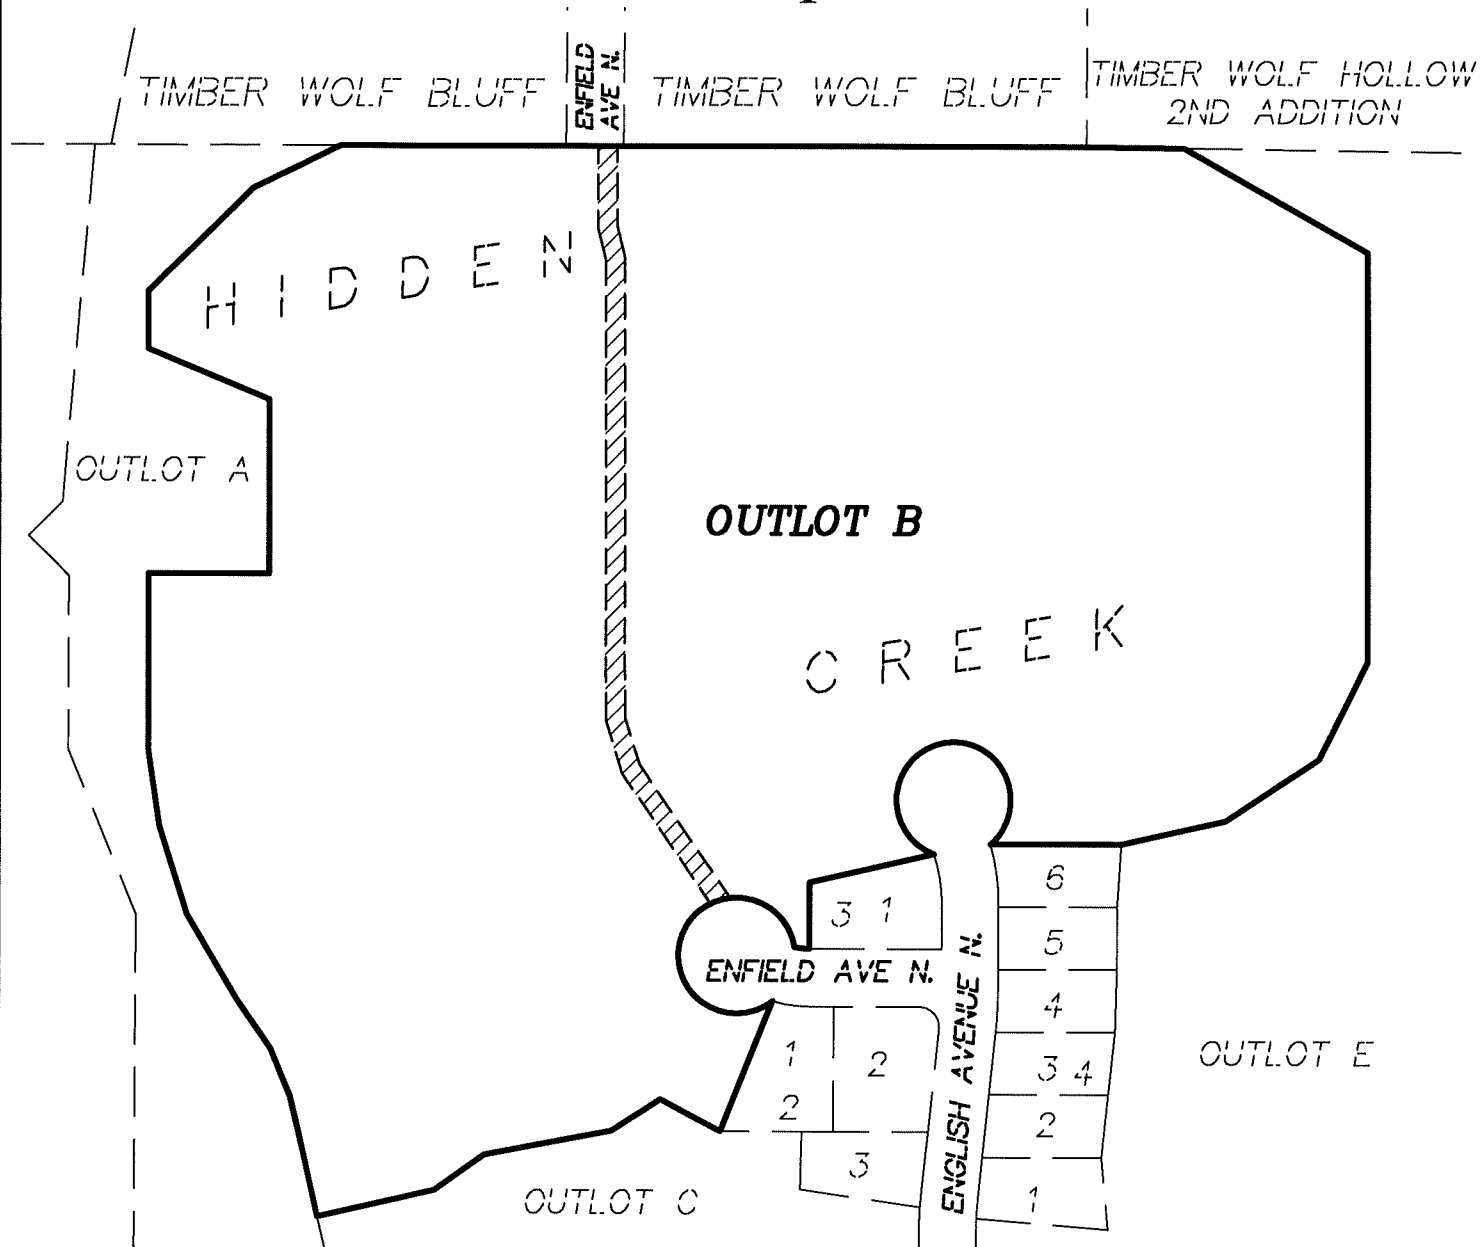 ENFIELD
AVE N.
TIMBER WOLF BLUFF
TIMBER WOLF BLUFF
TIMBER WOLF HOLLOW
2ND ADDITION
HIDDEN
OUTLOT A
OUTLOT B
CREEK
6
3 1
5
ENFIELD AVE N.
ENGLISH AVENUE N.
4
1
2
3 4
OUTLOT E
2
2
3
1
OUTLOT C